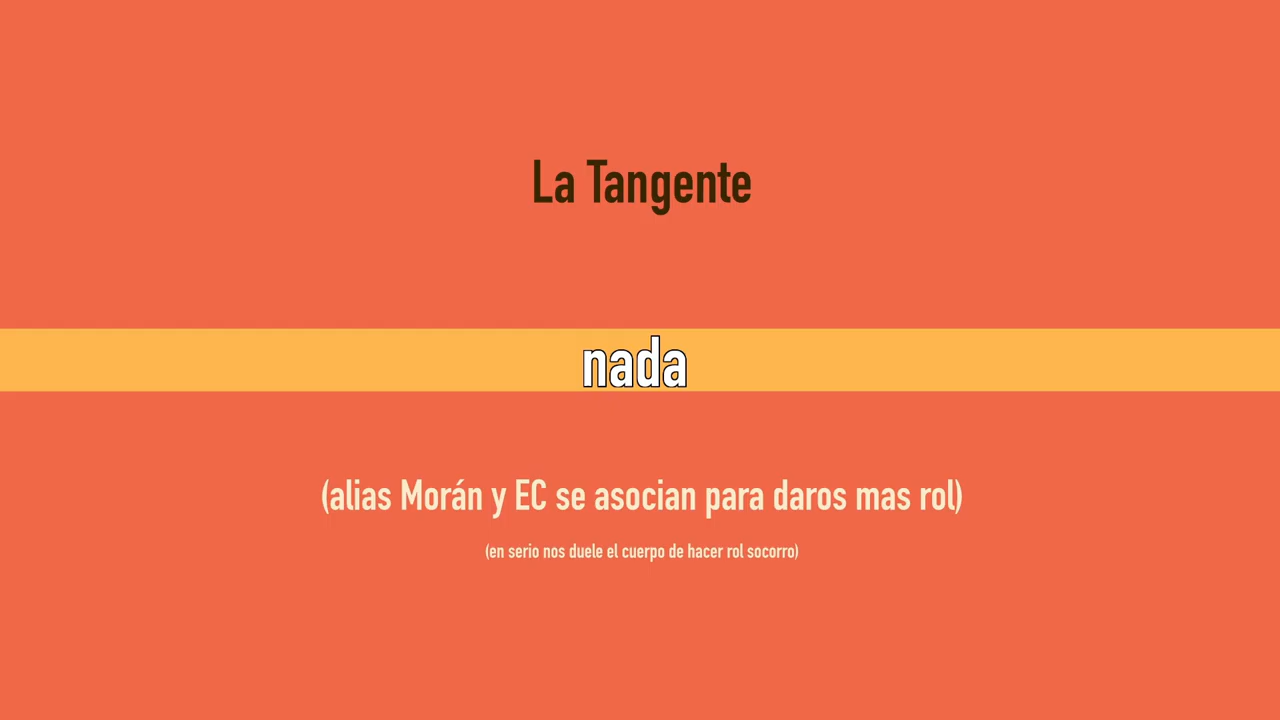 La Tangente
nada
(alias Morán y EC se asocian para daros mas rol)
(en serio nos duele el cuerpo de hacer rol socorro)